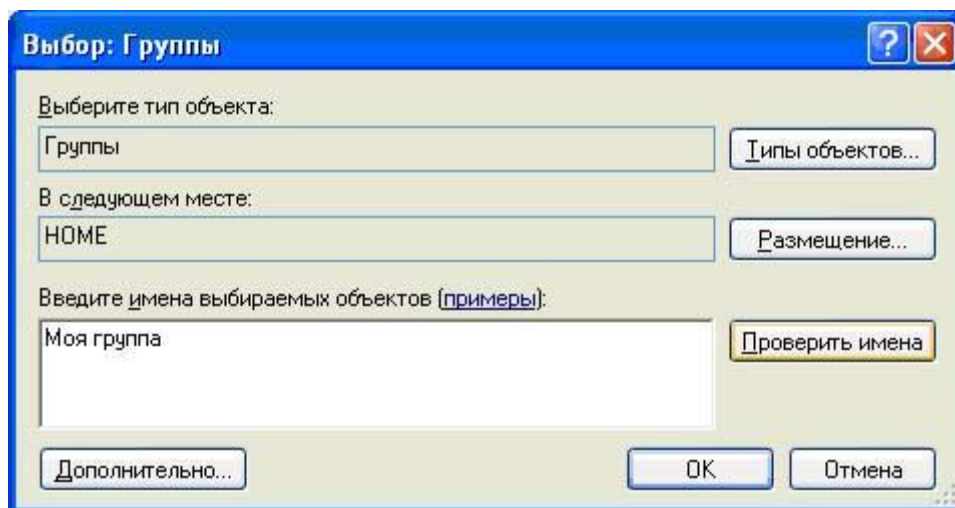 Выбор: Группы
?
Выберите тип объекта:
Группы
Типы объектов...
В следующем месте:
HOME
Размещение...
Введите имена выбираемых объектов (примеры):
Моя группа
Проверить имена
Дополнительно...
OK
Отмена